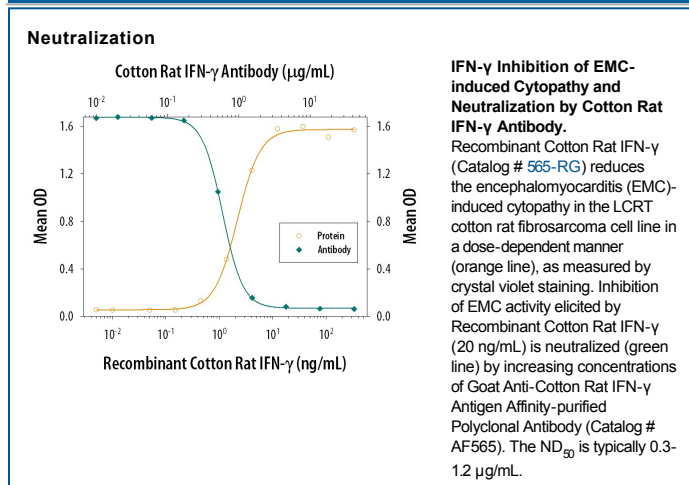 Neutralization
Cotton Rat IFN-γ Antibody (µg/mL)
10⁻² 10⁻¹ 10⁰ 10¹
1.6 1.6
1.2 1.2
Mean OD
0.8 0.8
Mean OD
Protein
Antibody
0.4 0.4
0.0 0.0
10⁻² 10⁻¹ 10⁰ 10¹ 10²
Recombinant Cotton Rat IFN-γ (ng/mL)
IFN-γ Inhibition of EMC-
induced Cytopathy and
Neutralization by Cotton Rat
IFN-γ Antibody.
Recombinant Cotton Rat IFN-γ
(Catalog # 565-RG) reduces
the encephalomyocarditis (EMC)-
induced cytopathy in the LCRT
cotton rat fibrosarcoma cell line in
a dose-dependent manner
(orange line), as measured by
crystal violet staining. Inhibition
of EMC activity elicited by
Recombinant Cotton Rat IFN-γ
(20 ng/mL) is neutralized (green
line) by increasing concentrations
of Goat Anti-Cotton Rat IFN-γ
Antigen Affinity-purified
Polyclonal Antibody (Catalog #
AF565). The ND₅₀ is typically 0.3-
1.2 µg/mL.